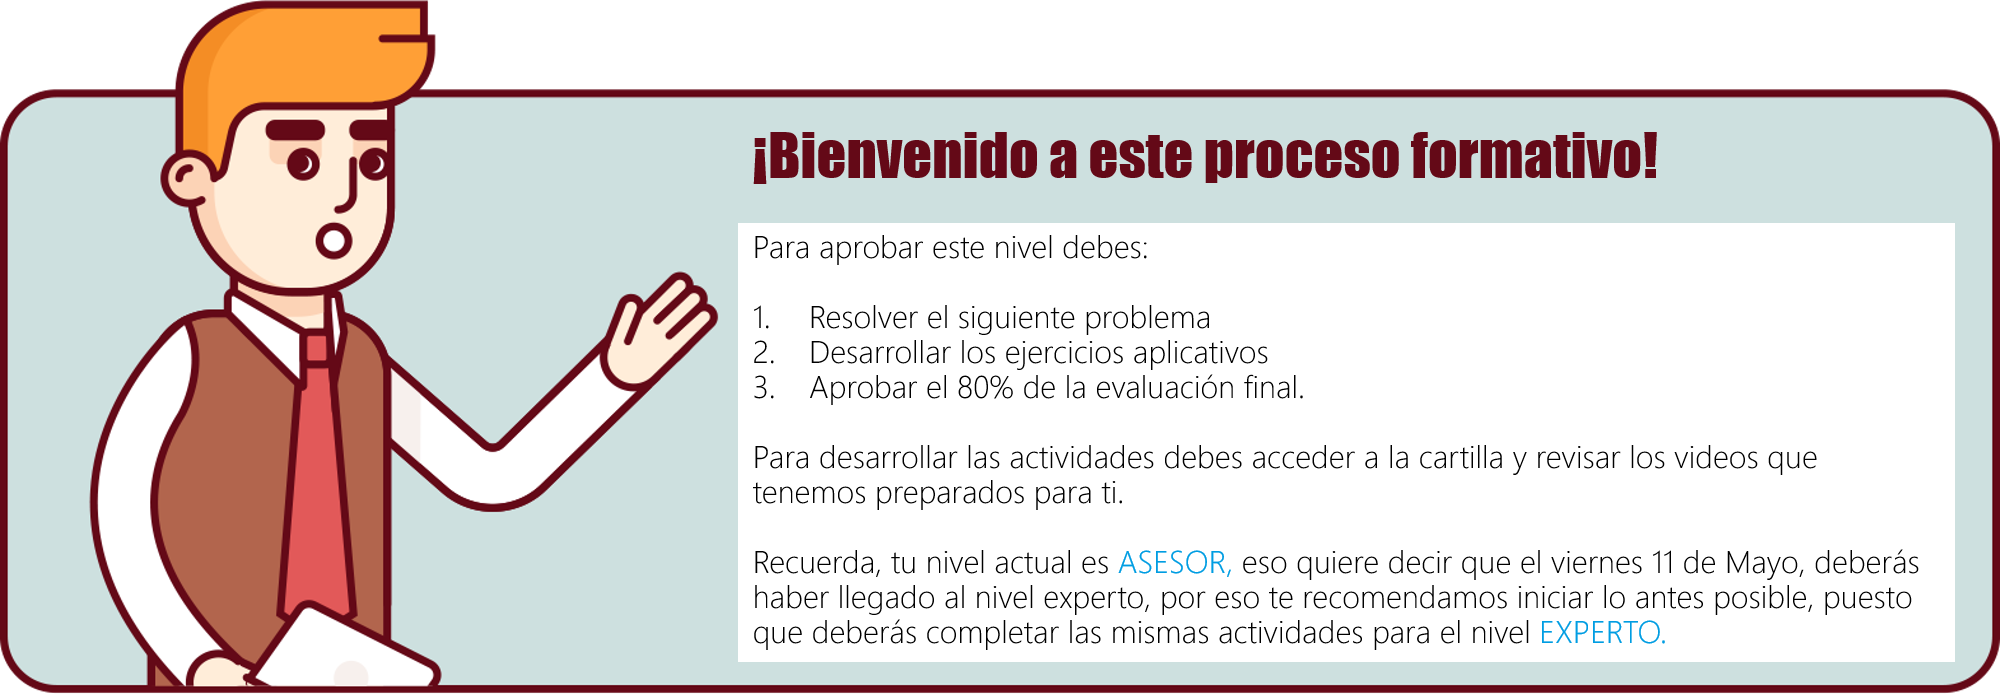 ¡Bienvenido a este proceso formativo!
Para aprobar este nivel debes:
1. Resolver el siguiente problema
2. Desarrollar los ejercicios aplicativos
3. Aprobar el 80% de la evaluación final.
Para desarrollar las actividades debes acceder a la cartilla y revisar los videos que
tenemos preparados para ti.
Recuerda, tu nivel actual es ASESOR, eso quiere decir que el viernes 11 de Mayo, deberás
haber llegado al nivel experto, por eso te recomendamos iniciar lo antes posible, puesto
que deberás completar las mismas actividades para el nivel EXPERTO.